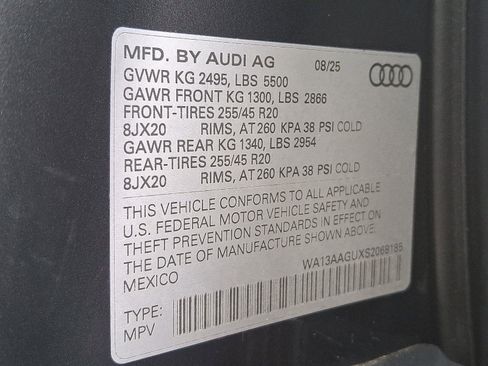 MFD. BY AUDI AG 08/25
GVWR KG 2495, LBS 5500
GAWR FRONT KG 1300, LBS 2866
FRONT-TIRES 255/45 R20
8JX20 RIMS, AT 260 KPA 38 PSI COLD
GAWR REAR KG 1340, LBS 2954
REAR-TIRES 255/45 R20
8JX20 RIMS, AT 260 KPA 38 PSI COLD
THIS VEHICLE CONFORMS TO ALL APPLICABLE
U.S. FEDERAL MOTOR VEHICLE SAFETY AND
THEFT PREVENTION STANDARDS IN EFFECT ON
THE DATE OF MANUFACTURE SHOWN ABOVE.
MEXICO
WA13AAGUXS2069185
TYPE:
MPV